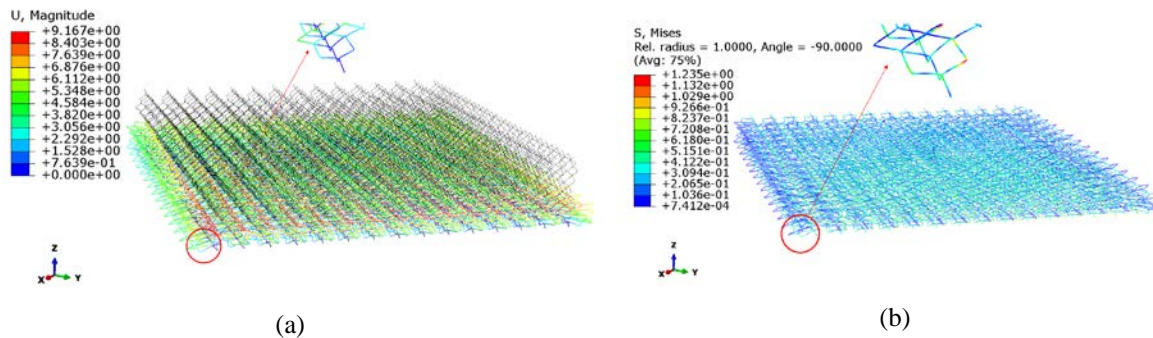 U, Magnitude
+9.167e+00
+8.403e+00
+7.639e+00
+6.876e+00
+6.112e+00
+5.348e+00
+4.584e+00
+3.820e+00
+3.056e+00
+2.292e+00
+1.528e+00
+7.639e-01
+0.000e+00
Z
X Y
(a)
S, Mises
Rel. radius = 1.0000, Angle = -90.0000
(Avg: 75%)
+1.235e+00
+1.132e+00
+1.029e+00
+9.266e-01
+8.237e-01
+7.208e-01
+6.180e-01
+5.151e-01
+4.122e-01
+3.094e-01
+2.065e-01
+1.036e-01
+7.412e-04
Z
X Y
(b)